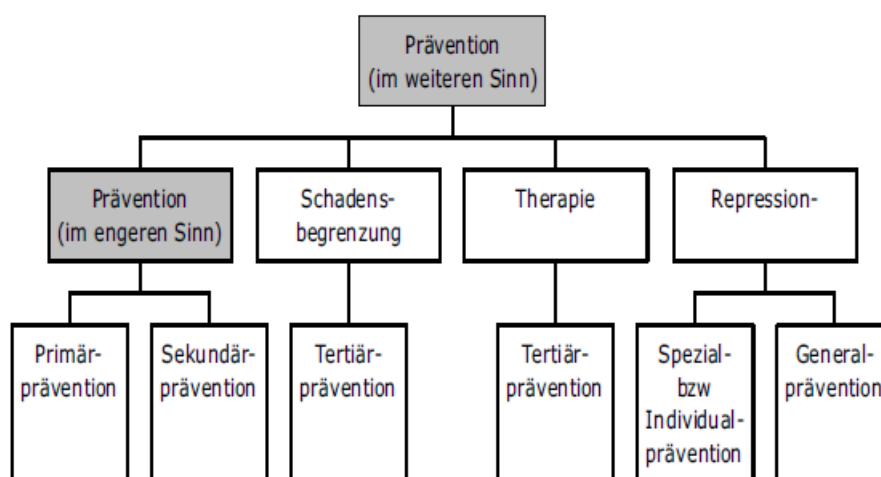 Prävention
(im weiteren Sinn)
Prävention
(im engeren Sinn)
Schadens-
begrenzung
Therapie
Repression-
Primär-
prävention
Sekundär-
prävention
Tertiär-
prävention
Tertiär-
prävention
Spezial-
bzw
Individual-
prävention
General-
prävention